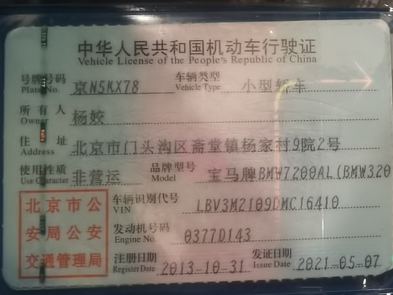 中华人民共和国机动车行驶证
Vehicle License of the People's Republic of China
号牌号码 京N5KX78 车辆类型 小型轿车
Plate No. Vehicle Type
所有人 杨姣
Owner
住址 北京市门头沟区斋堂镇杨家村9院2号
Address
使用性质 非营运 品牌型号 宝马牌BMW7200AL(BMW320
Use Character Model
北京市公安局公安交通管理局
车辆识别代号 LBV3M2109DMC16410
VIN
发动机号码 0377D143
Engine No.
注册日期 2013-10-31 发证日期 2021-05-07
Register Date Issue Date